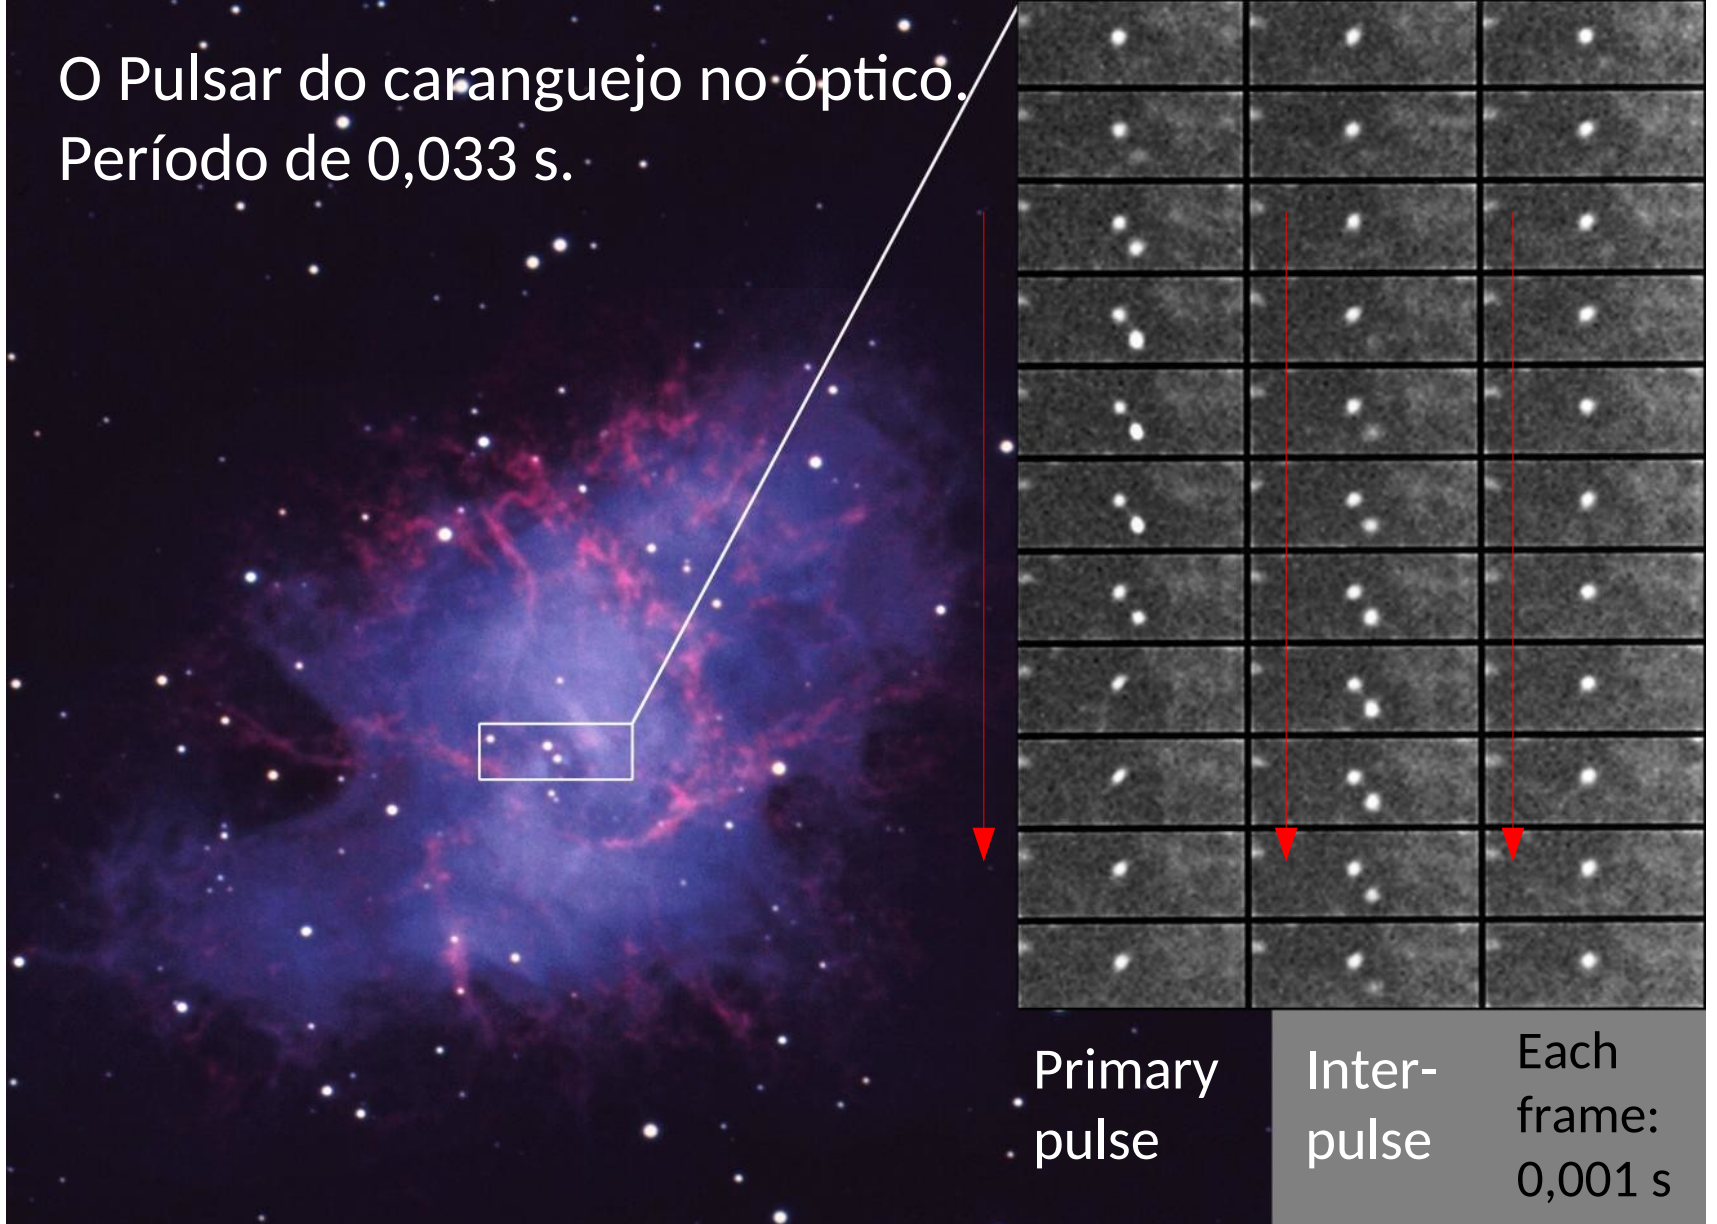 O Pulsar do caranguejo no óptico.
Período de 0,033 s.
Primary
pulse
Inter-
pulse
Each
frame:
0,001 s